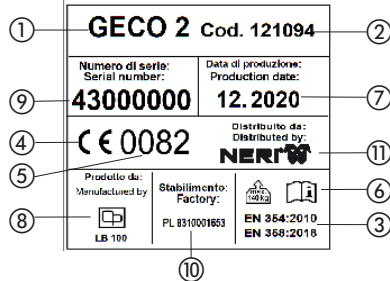 ① GECO 2 Cod. 121094 ②
Numero di serie:
Serial number:
⑨ 43000000
Data di produzione:
Production date:
12.2020 ⑦
④ CE 0082
⑤
Distribuito da:
Distributed by:
NERI ⑪
Prodotto da:
Manufactured by
⑧
LB 100
Stabilimento:
Factory:
PL 8310001653
⑩
max.
140kg
i ⑥
EN 354:2010 ③
EN 358:2018